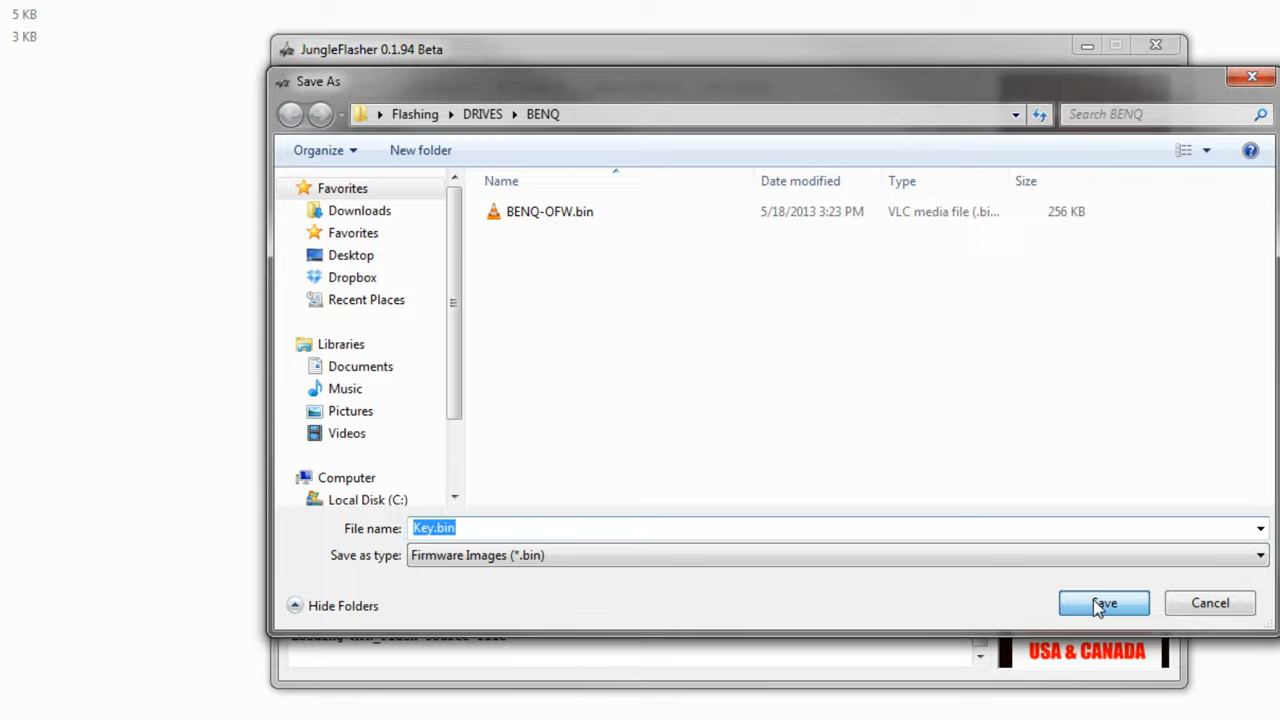 5 KB
3 KB
JungleFlasher 0.1.94 Beta
Save As
Flashing DRIVES BENQ
Search BENQ
Organize New folder
Name Date modified Type Size
BENQ-OFW.bin 5/18/2013 3:23 PM VLC media file (.bi... 256 KB
Favorites
Downloads
Favorites
Desktop
Dropbox
Recent Places
Libraries
Documents
Music
Pictures
Videos
Computer
Local Disk (C:)
File name: Key.bin
Save as type: Firmware Images (*.bin)
Hide Folders
Save Cancel
USA & CANADA